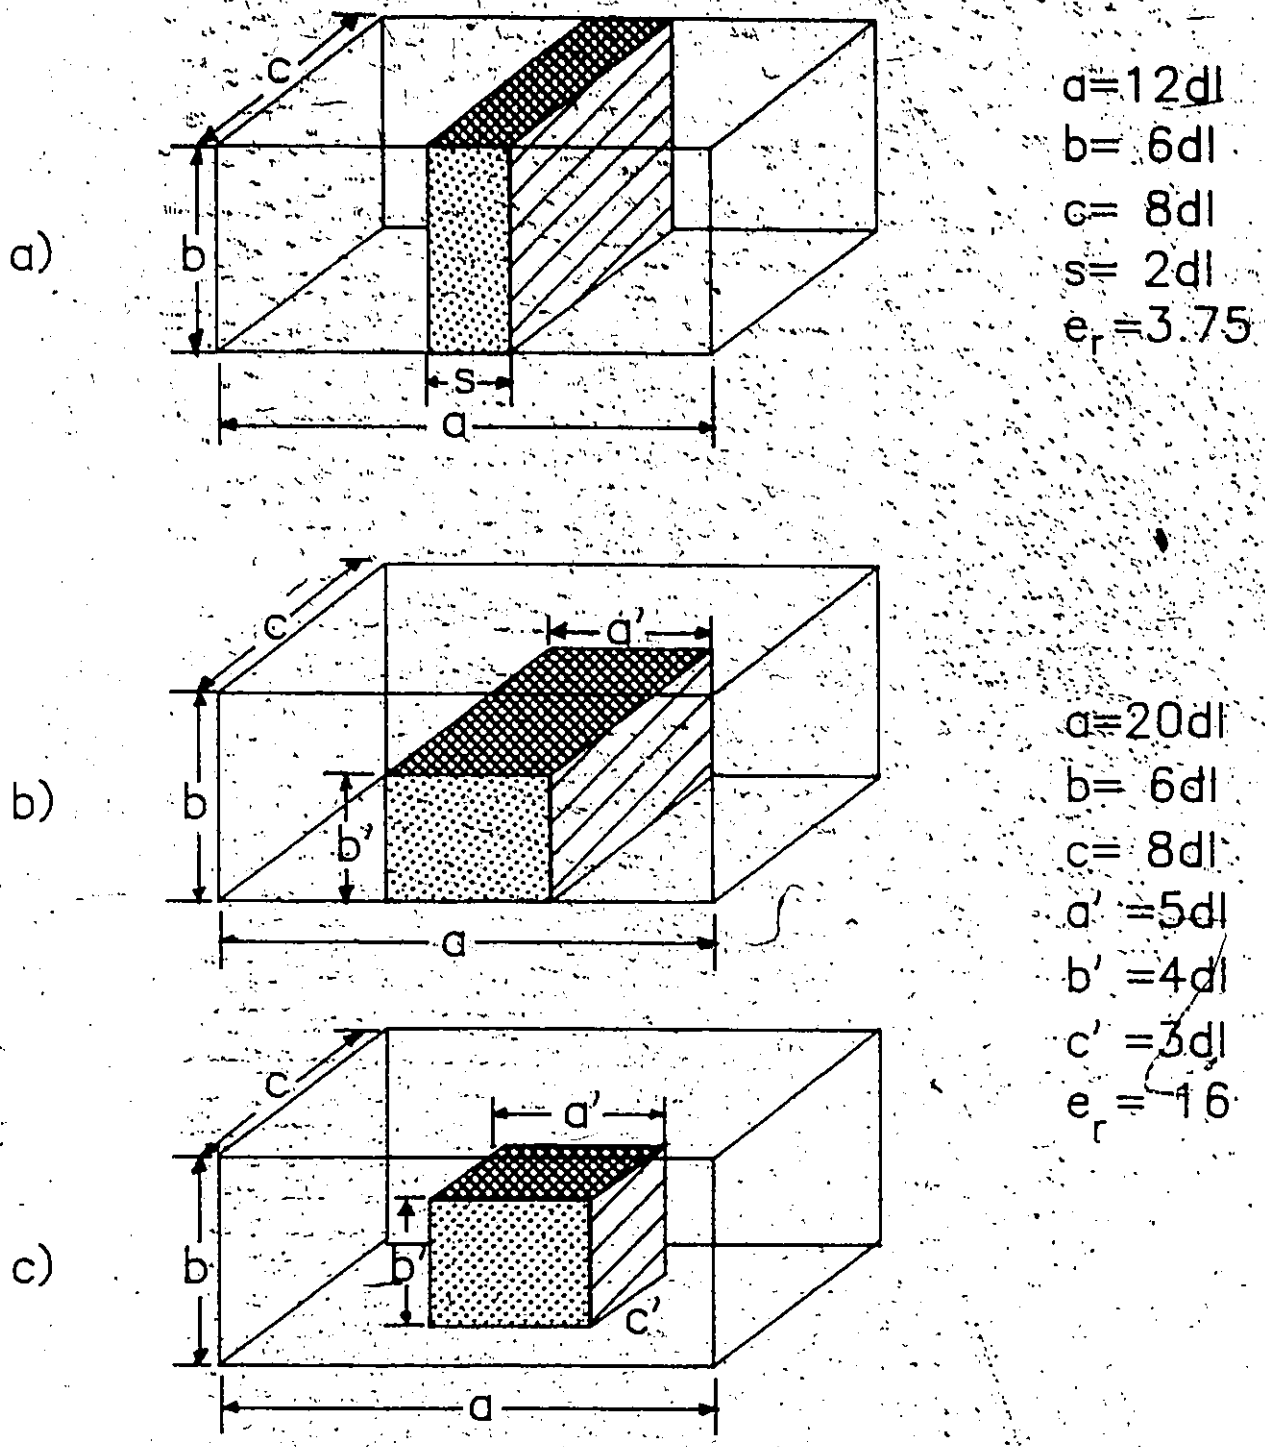 c
a=12dl
b= 6dl
c= 8dl
a)
b
s= 2dl
e_r=3.75
s
a
c
a'
a=20dl
b)
b
b'
b= 6dl
c= 8dl
a' =5dl
a
b' =4dl
c' =3dl
c
a'
e_r= 16
c)
b
b'
c'
a